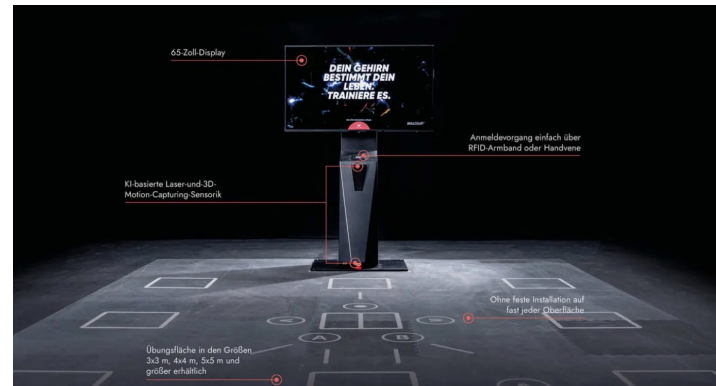 65-Zoll-Display
DEIN GEHIRN
BESTIMMT DEIN
LEBEN.
TRAINIERE ES.
Anmeldevorgang einfach über
RFID-Armband oder Handvene
KI-basierte Laser-und-3D-
Motion-Capturing-Sensorik
Ohne feste Installation auf
fast jeder Oberfläche
A
B
Übungsfläche in den Größen
3x3 m, 4x4 m, 5x5 m und
größer erhältlich